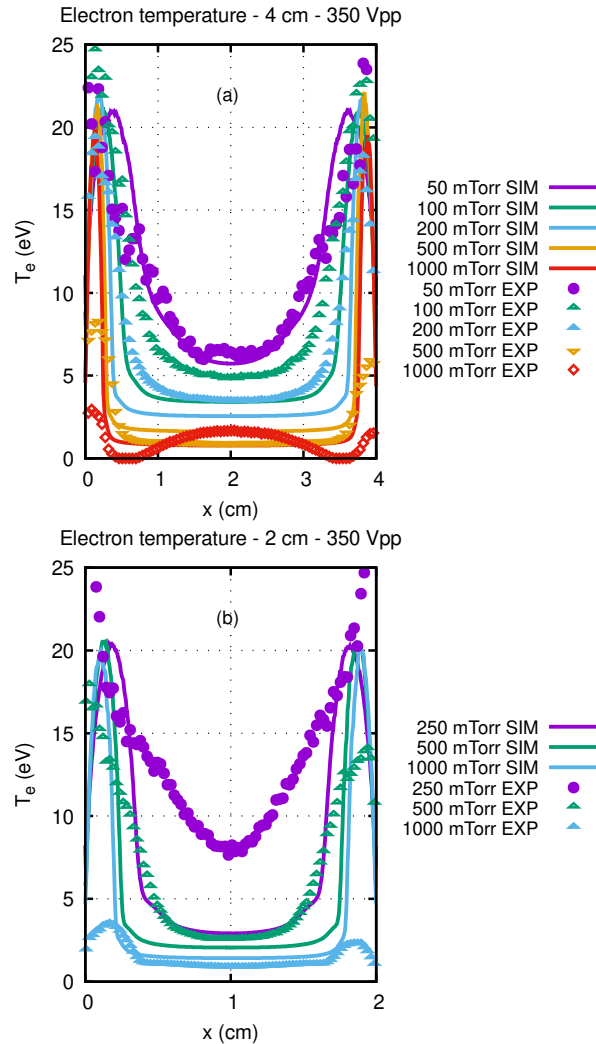 Electron temperature - 4 cm - 350 Vpp
25
20
15
10
5
0
T_e (eV)
(a)
0 1 2 3 4
x (cm)
50 mTorr SIM
100 mTorr SIM
200 mTorr SIM
500 mTorr SIM
1000 mTorr SIM
50 mTorr EXP
100 mTorr EXP
200 mTorr EXP
500 mTorr EXP
1000 mTorr EXP
Electron temperature - 2 cm - 350 Vpp
25
20
15
10
5
0
T_e (eV)
(b)
0 1 2
x (cm)
250 mTorr SIM
500 mTorr SIM
1000 mTorr SIM
250 mTorr EXP
500 mTorr EXP
1000 mTorr EXP